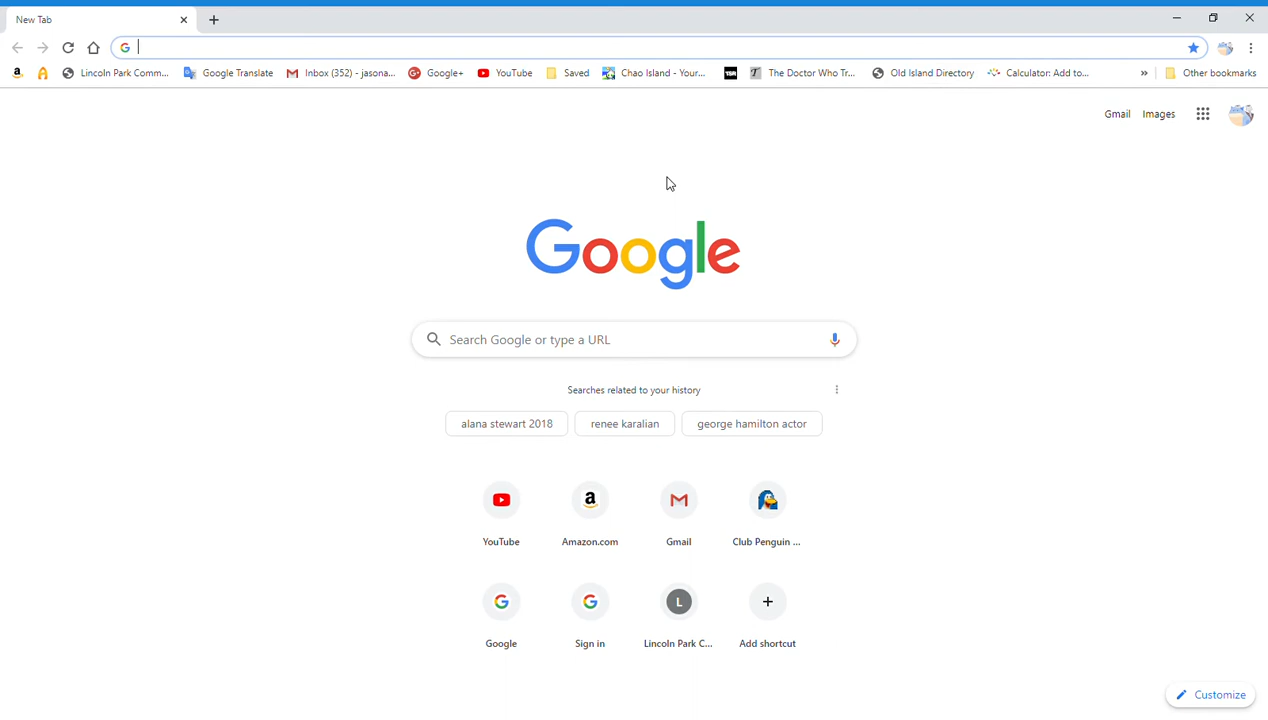 New Tab
Lincoln Park Comm... Google Translate Inbox (352) - jasona... Google+ YouTube Saved Chao Island - Your... TSR The Doctor Who Tr... Old Island Directory Calculator: Add to... » Other bookmarks
Gmail Images
Google
Search Google or type a URL
Searches related to your history
alana stewart 2018 renee karalian george hamilton actor
YouTube Amazon.com Gmail Club Penguin ...
L
Google Sign in Lincoln Park C... Add shortcut
Customize